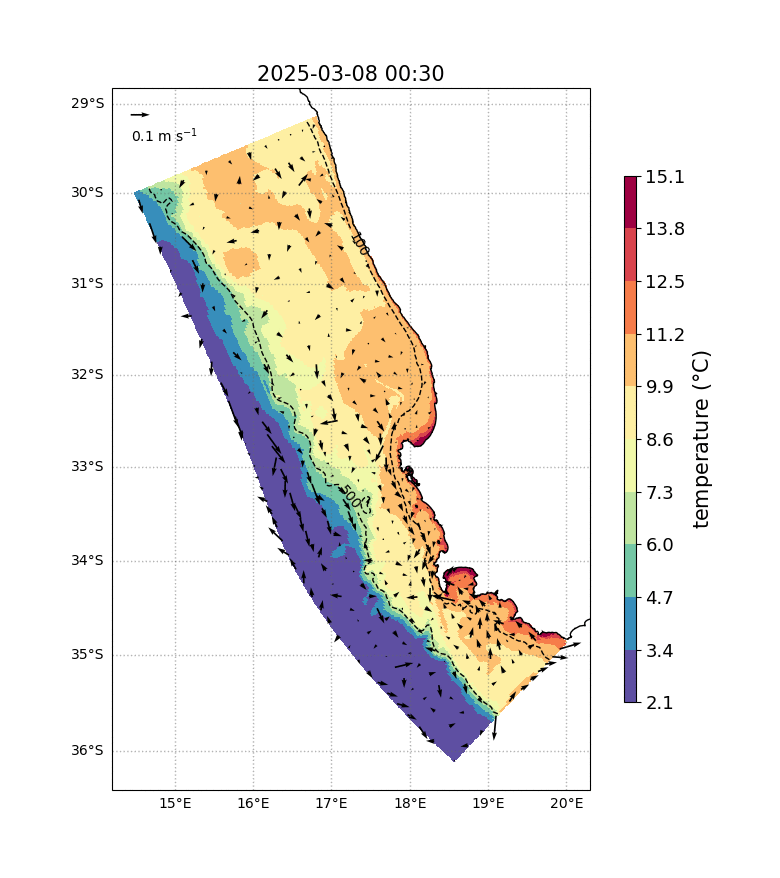 2025-03-08 00:30
0.1 m s⁻¹
29°S
30°S
31°S
32°S
33°S
34°S
35°S
36°S
15°E
16°E
17°E
18°E
19°E
20°E
100
500
15.1
13.8
12.5
11.2
9.9
8.6
7.3
6.0
4.7
3.4
2.1
temperature (°C)